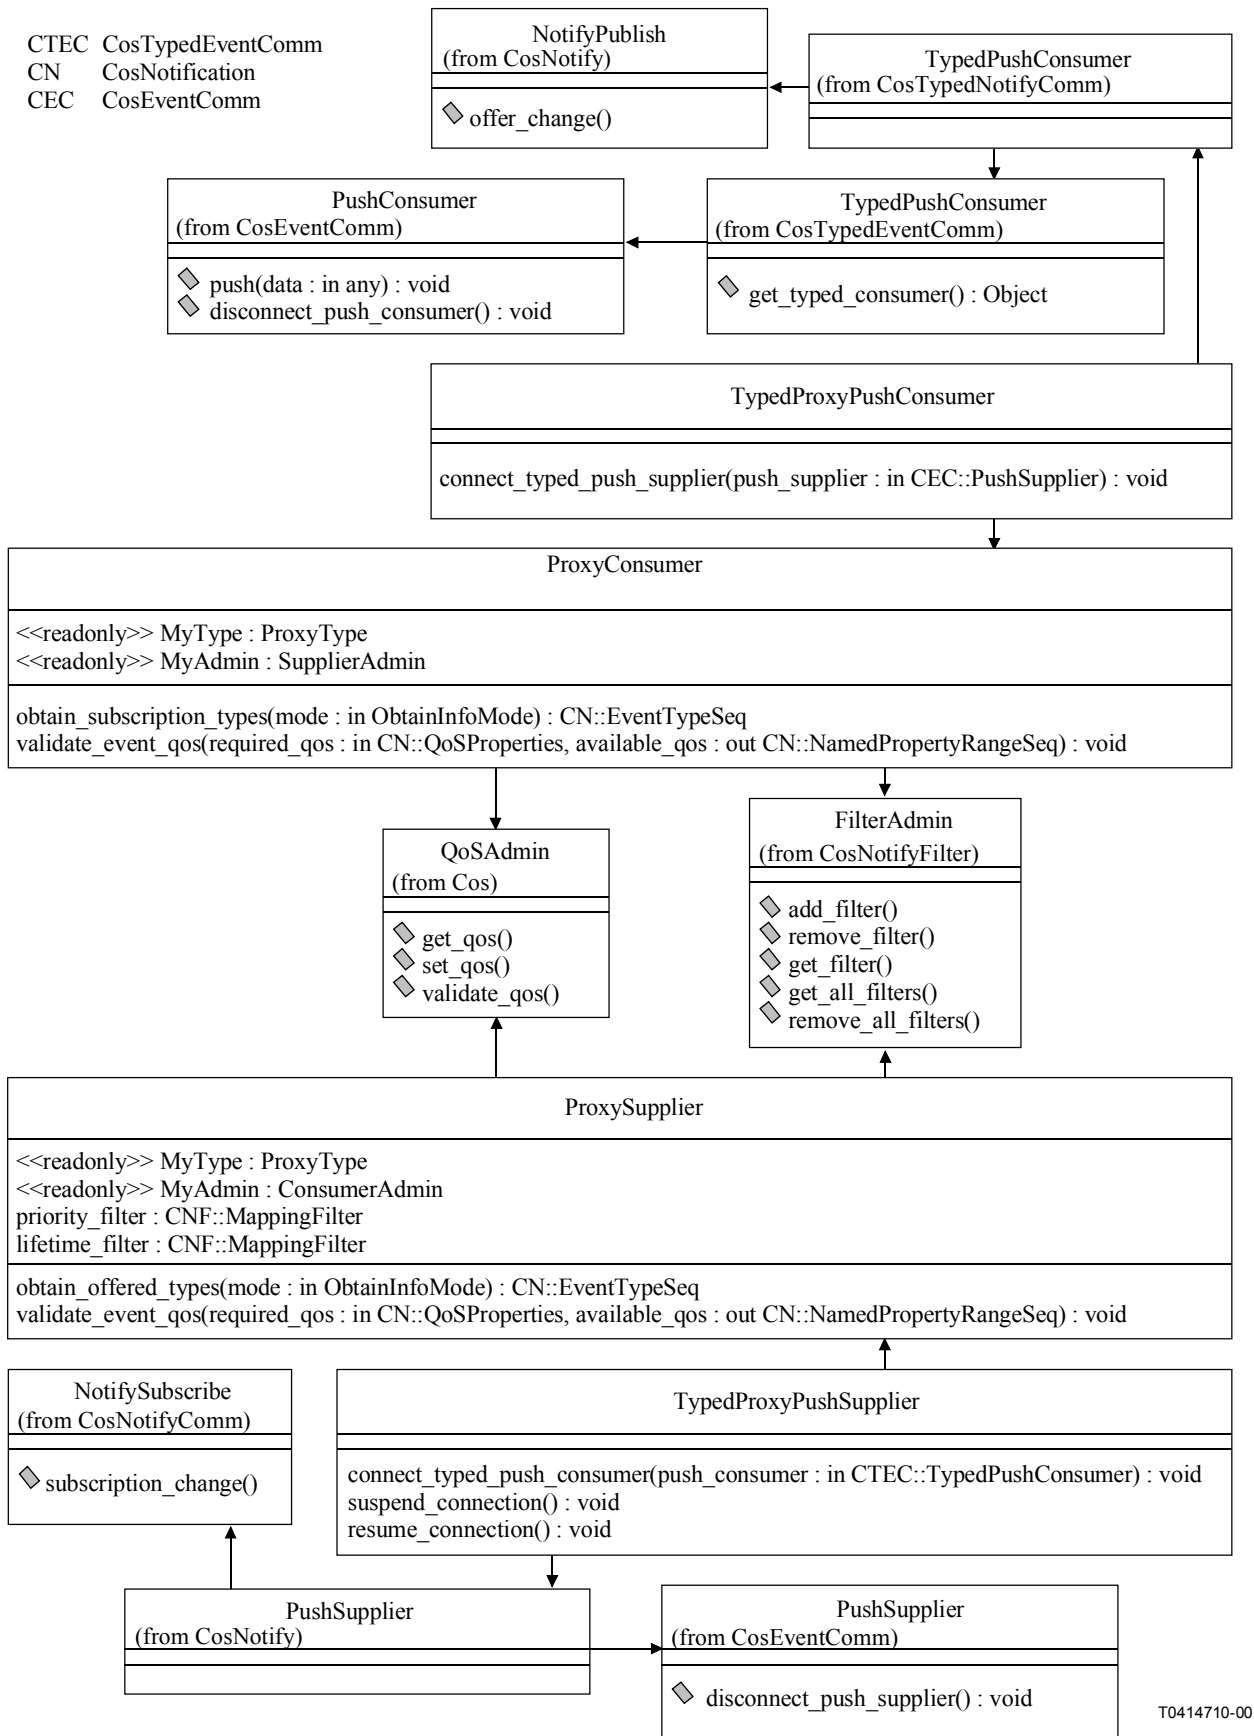 CTEC CosTypedEventComm
CN CosNotification
CEC CosEventComm
NotifyPublish
(from CosNotify)
offer_change()
TypedPushConsumer
(from CosTypedNotifyComm)
PushConsumer
(from CosEventComm)
push(data : in any) : void
disconnect_push_consumer() : void
TypedPushConsumer
(from CosTypedEventComm)
get_typed_consumer() : Object
TypedProxyPushConsumer
connect_typed_push_supplier(push_supplier : in CEC::PushSupplier) : void
ProxyConsumer
<<readonly>> MyType : ProxyType
<<readonly>> MyAdmin : SupplierAdmin
obtain_subscription_types(mode : in ObtainInfoMode) : CN::EventTypeSeq
validate_event_qos(required_qos : in CN::QoSProperties, available_qos : out CN::NamedPropertyRangeSeq) : void
QoSAdmin
(from Cos)
get_qos()
set_qos()
validate_qos()
FilterAdmin
(from CosNotifyFilter)
add_filter()
remove_filter()
get_filter()
get_all_filters()
remove_all_filters()
ProxySupplier
<<readonly>> MyType : ProxyType
<<readonly>> MyAdmin : ConsumerAdmin
priority_filter : CNF::MappingFilter
lifetime_filter : CNF::MappingFilter
obtain_offered_types(mode : in ObtainInfoMode) : CN::EventTypeSeq
validate_event_qos(required_qos : in CN::QoSProperties, available_qos : out CN::NamedPropertyRangeSeq) : void
NotifySubscribe
(from CosNotifyComm)
subscription_change()
TypedProxyPushSupplier
connect_typed_push_consumer(push_consumer : in CTEC::TypedPushConsumer) : void
suspend_connection() : void
resume_connection() : void
PushSupplier
(from CosNotify)
PushSupplier
(from CosEventComm)
disconnect_push_supplier() : void
T0414710-00